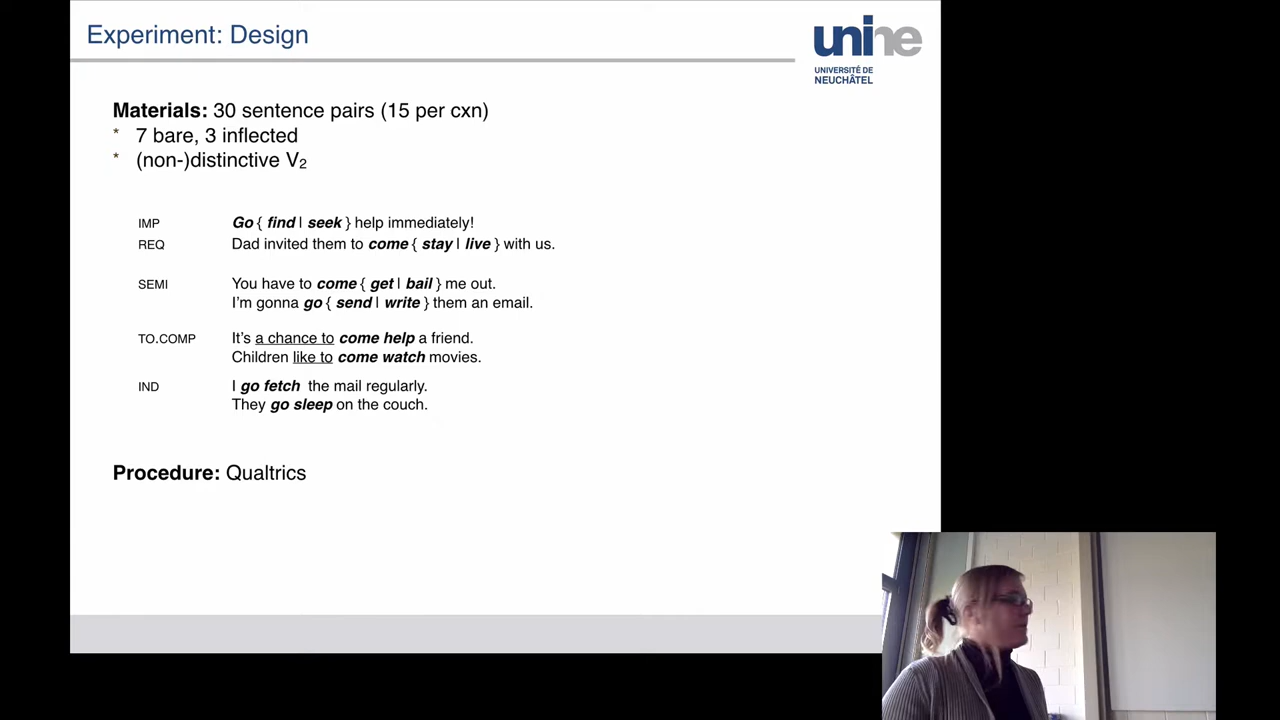 Experiment: Design
unine
UNIVERSITÉ DE
NEUCHÂTEL
Materials: 30 sentence pairs (15 per cxn)
* 7 bare, 3 inflected
* (non-)distinctive V₂
IMP Go { find | seek } help immediately!
REQ Dad invited them to come { stay | live } with us.
SEMI You have to come { get | bail } me out.
I'm gonna go { send | write } them an email.
TO.COMP It's a chance to come help a friend.
Children like to come watch movies.
IND I go fetch the mail regularly.
They go sleep on the couch.
Procedure: Qualtrics